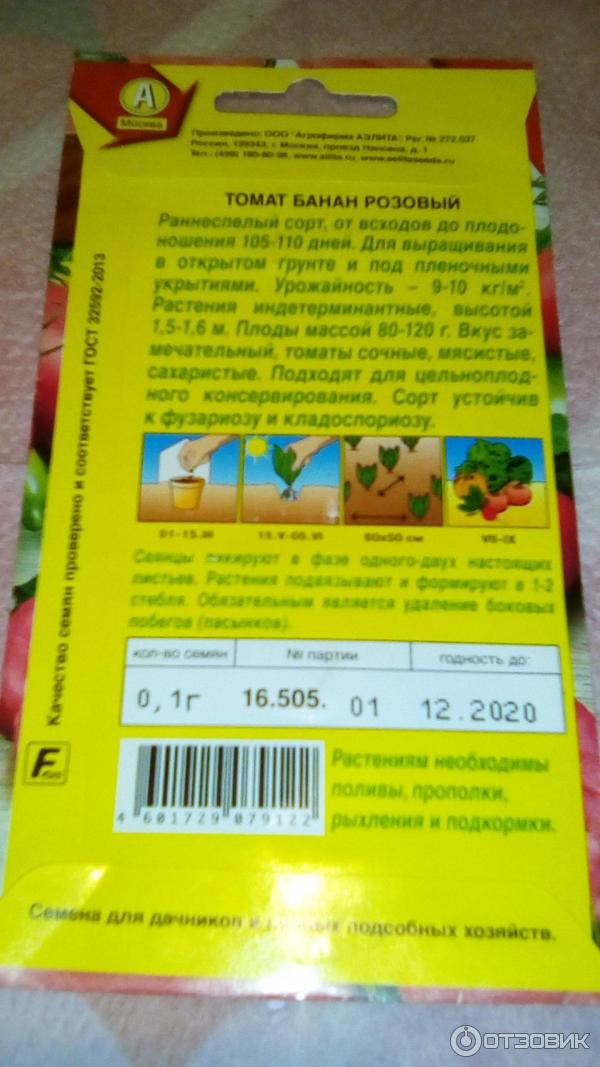 А
Москва
Произведено: ООО "Агрофирма АЭЛИТА" Рег. № 272.537
России, 129343, г. Москва, проезд Нансена, д. 1
ТОМАТ БАНАН РОЗОВЫЙ
Раннеспелый сорт, от всходов до плодо-
ношения 105-110 дней. Для выращивания
в открытом грунте и под пленочными
укрытиями. Урожайность – 9-10 кг/м².
Растения индетерминантные, высотой
1,5-1,6 м. Плоды массой 80-120 г. Вкус за-
мечательный, томаты сочные, мясистые,
сахаристые. Подходят для цельноплод-
ного консервирования. Сорт устойчив
к фузариозу и кладоспориозу.
01-15.III 15.V-05.VI 60х50 см VII-IX
Сеянцы пикируют в фазе одного-двух настоящих
листьев. Растения подвязывают и формируют в 1-2
стебля. Обязательным является удаление боковых
побегов (пасынков).
кол-во семян № партии годность до:
0,1г 16.505. 01 12.2020
Качество семян проверено и соответствует ГОСТ 32592-2013
4 601729 079122
Растениям необходимы
поливы, прополки,
рыхления и подкормки.
Семена для дачников и подсобных хозяйств.
ОТЗОВИК